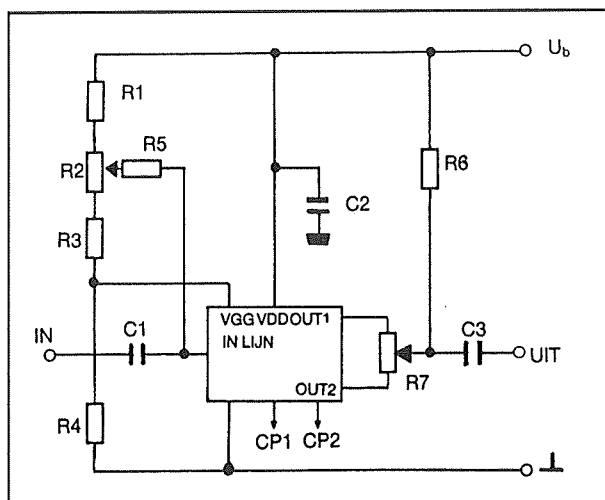 U_b
R1
R5
R2
R6
C2
R3
VGG VDD OUT1
IN C1 IN LIJN C3
UIT
R7
OUT2
R4
CP1 CP2